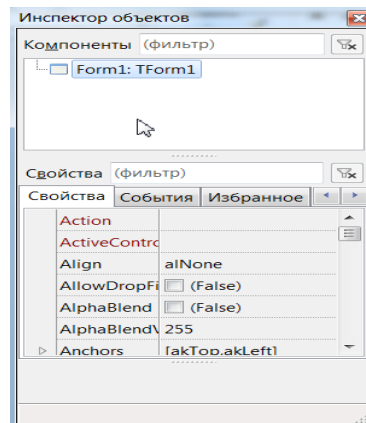 Инспектор объектов
Компоненты (фильтр)
Form1: TForm1
Свойства (фильтр)
Свойства События Избранное
Action
ActiveContrc
Align alNone
AllowDropFi (False)
AlphaBlend (False)
AlphaBlendV 255
Anchors [akTop,akLeft]